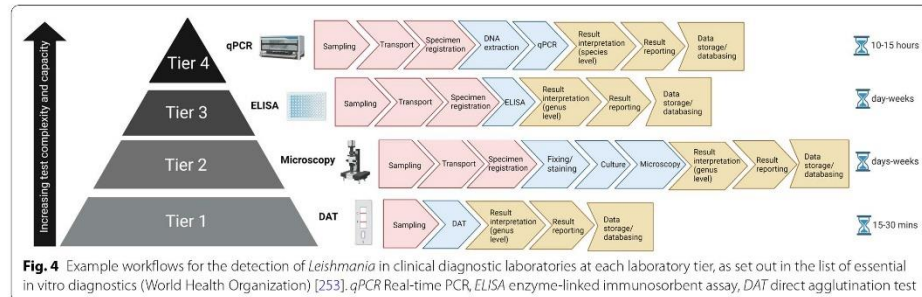 Increasing test complexity and capacity
Tier 4
qPCR
Sampling
Transport
Specimen
registration
DNA
extraction
qPCR
Result
interpretation
(species
level)
Result
reporting
Data
storage/
databasing
10-15 hours
Tier 3
ELISA
Sampling
Transport
Specimen
registration
ELISA
Result
interpretation
(genus
level)
Result
reporting
Data
storage/
databasing
day-weeks
Tier 2
Microscopy
Sampling
Transport
Specimen
registration
Fixing/
staining
Culture
Microscopy
Result
interpretation
(genus
level)
Result
reporting
Data
storage/
databasing
days-weeks
Tier 1
DAT
Sampling
DAT
Result
interpretation
(genus
level)
Result
reporting
Data
storage/
databasing
15-30 mins
Fig. 4 Example workflows for the detection of Leishmania in clinical diagnostic laboratories at each laboratory tier, as set out in the list of essential
in vitro diagnostics (World Health Organization) [253]. qPCR Real-time PCR, ELISA enzyme-linked immunosorbent assay, DAT direct agglutination test